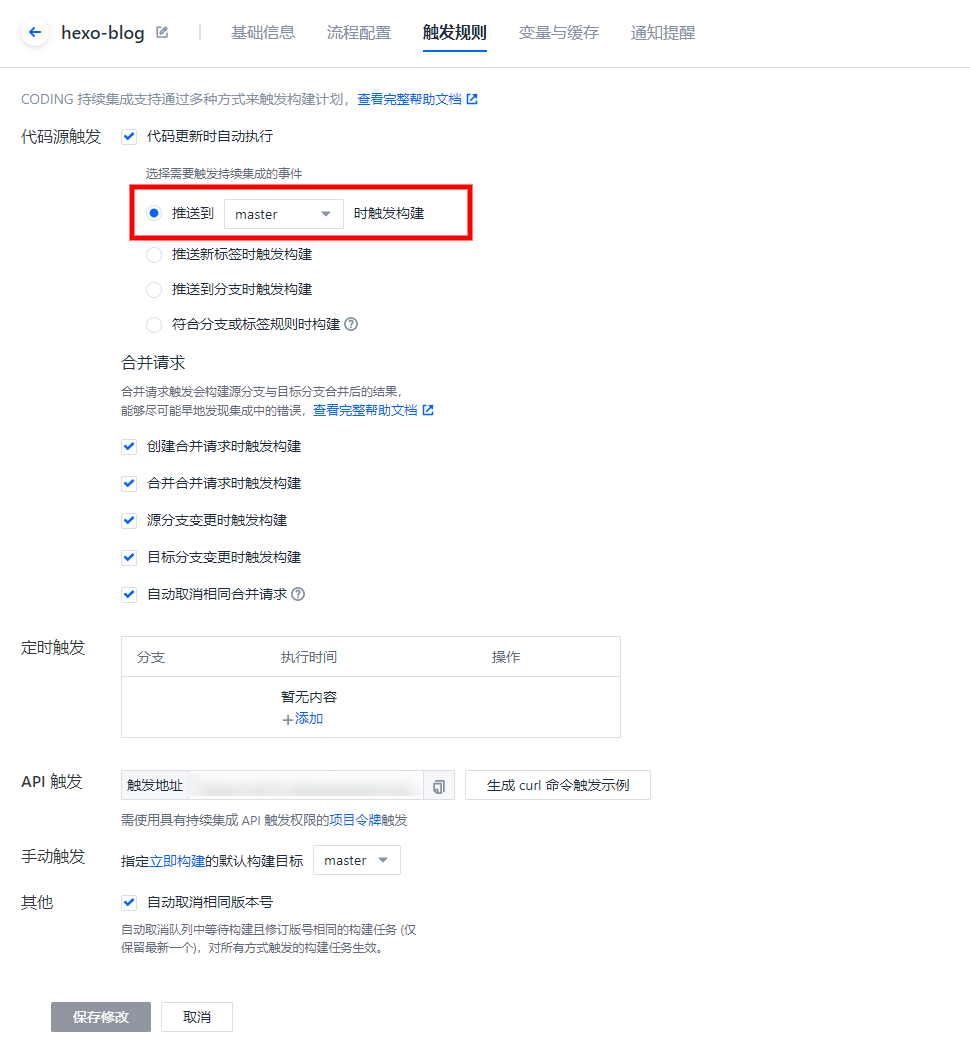 hexo-blog 基础信息 流程配置 触发规则 变量与缓存 通知提醒
CODING 持续集成支持通过多种方式来触发构建计划，查看完整帮助文档
代码源触发 代码更新时自动执行
选择需要触发持续集成的事件
推送到 master 时触发构建
推送新标签时触发构建
推送到分支时触发构建
符合分支或标签规则时构建
合并请求
合并请求触发会构建源分支与目标分支合并后的结果，
能够尽可能早地发现集成中的错误，查看完整帮助文档
创建合并请求时触发构建
合并合并请求时触发构建
源分支变更时触发构建
目标分支变更时触发构建
自动取消相同合并请求
定时触发 分支 执行时间 操作
暂无内容
+添加
API 触发 触发地址 生成 curl 命令触发示例
需使用具有持续集成 API 触发权限的项目令牌触发
手动触发 指定立即构建的默认构建目标 master
其他 自动取消相同版本号
自动取消队列中等待构建且修订版号相同的构建任务 (仅
保留最新一个)，对所有方式触发的构建任务生效。
保存修改 取消